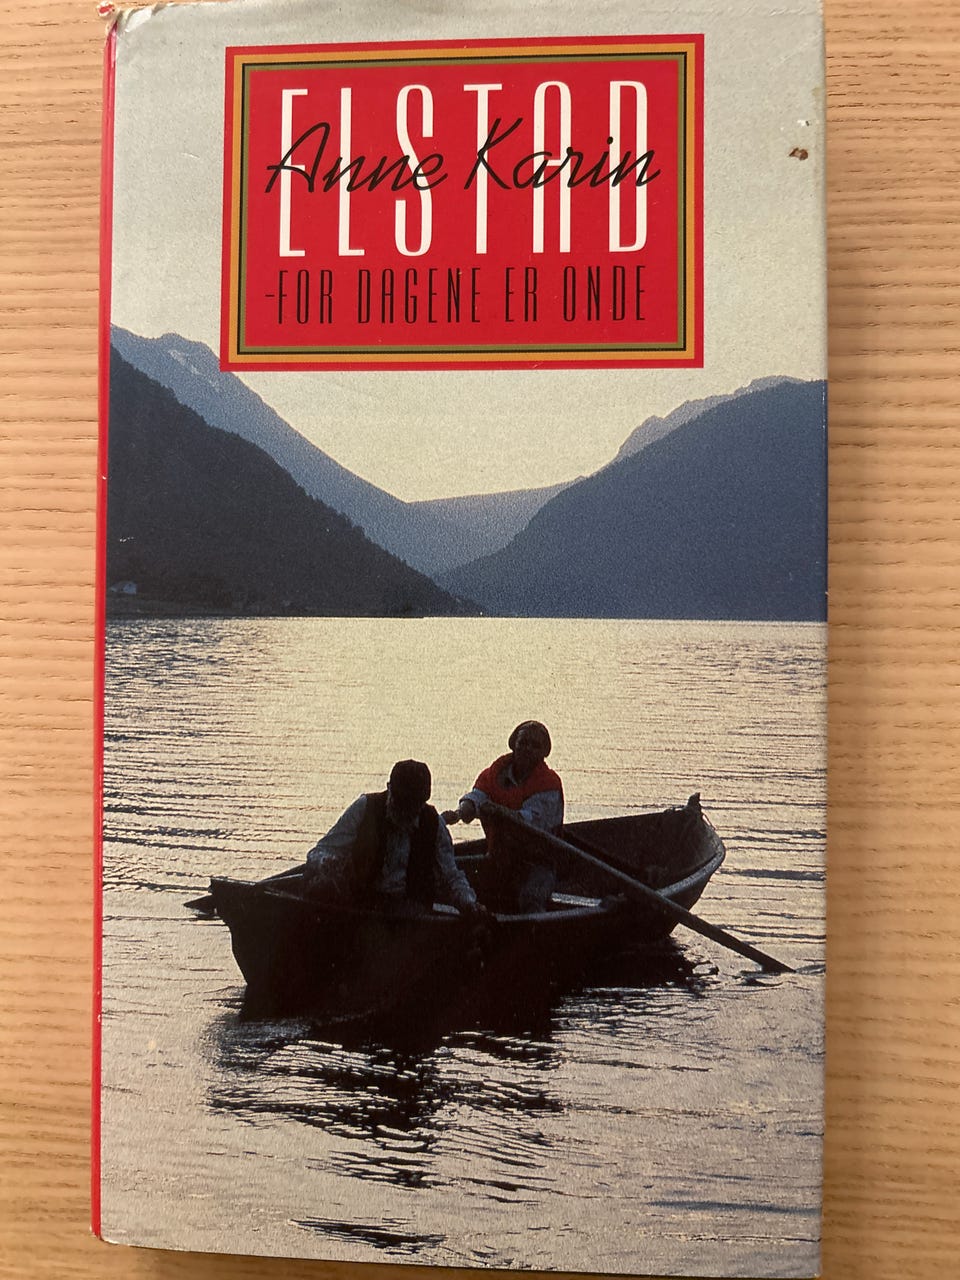 Anne Karin
ELSTAD
-FOR DAGENE ER ONDE